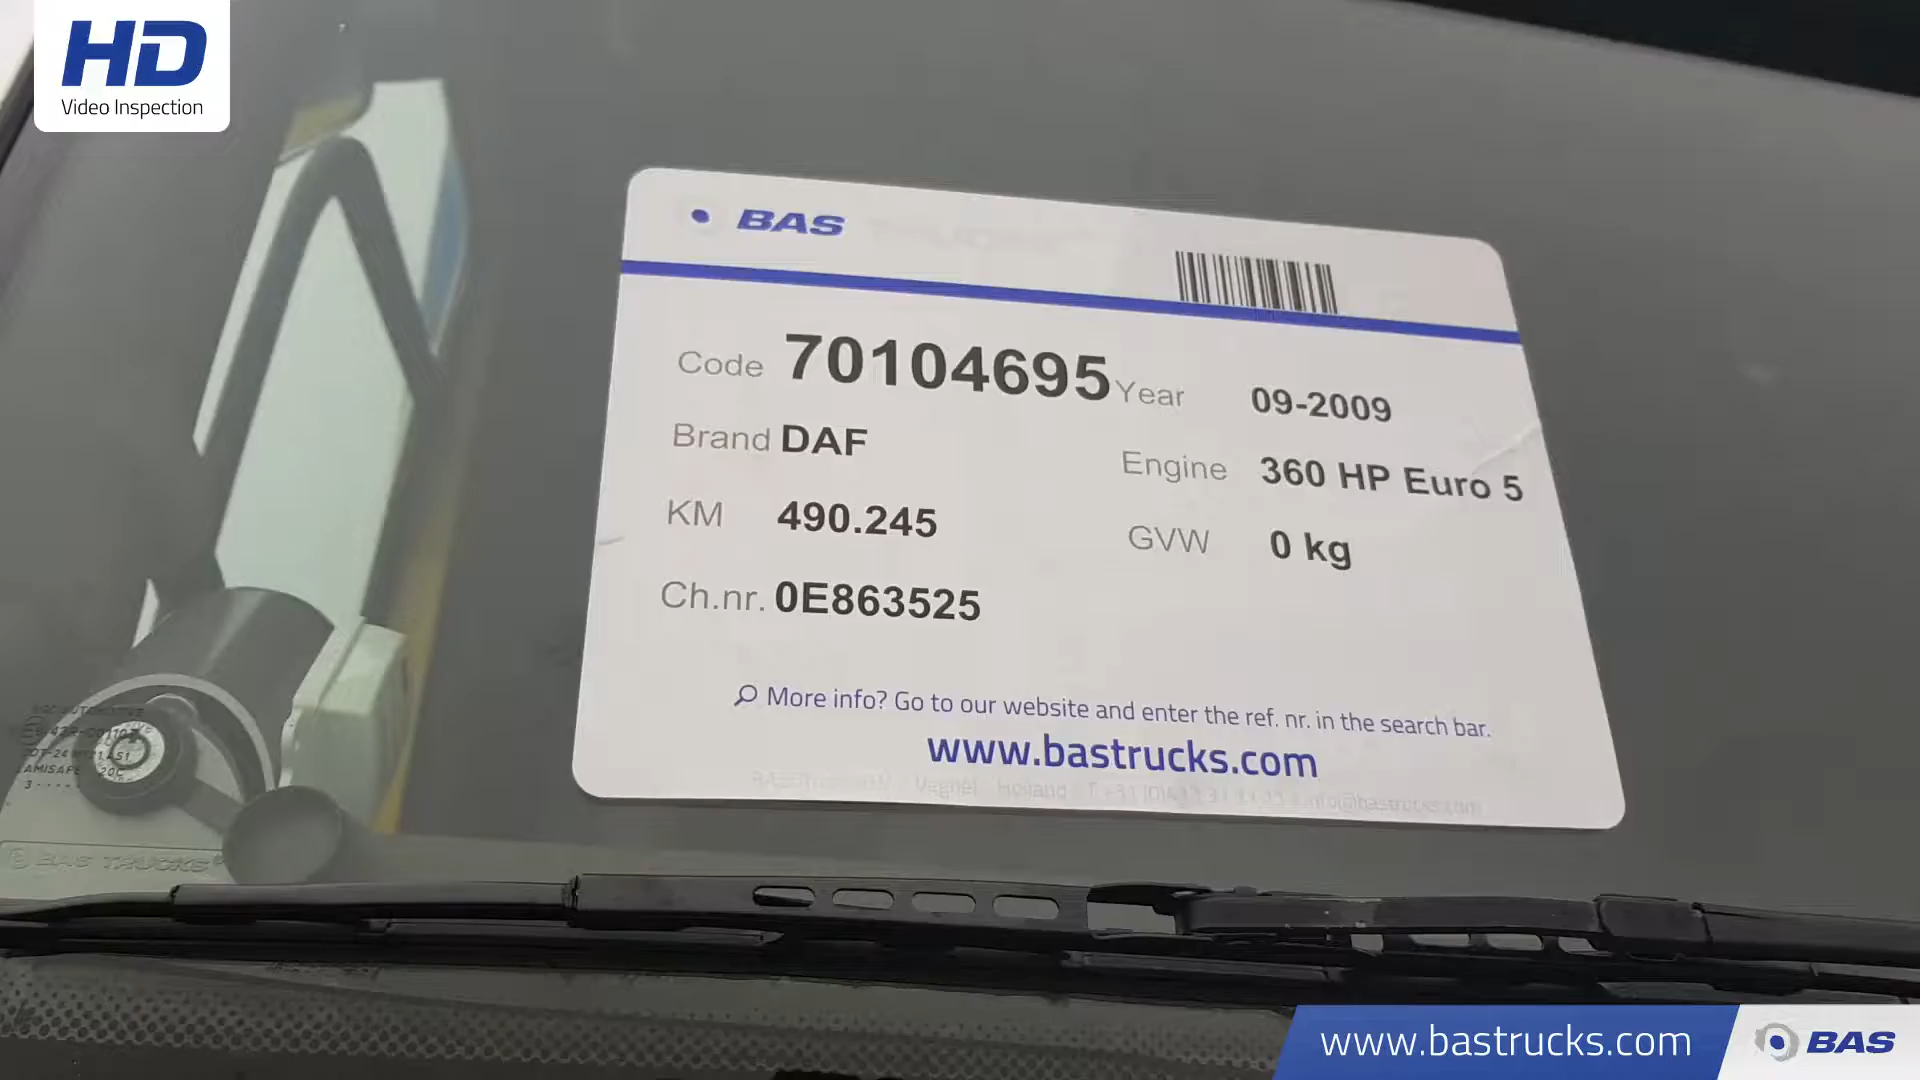 HD
Video Inspection
BAS
Code 70104695 Year 09-2009
Brand DAF
Engine 360 HP Euro 5
KM 490.245
GVW 0 kg
Ch.nr. 0E863525
More info? Go to our website and enter the ref. nr. in the search bar.
www.bastrucks.com
BAS TRUCKS
www.bastrucks.com
BAS